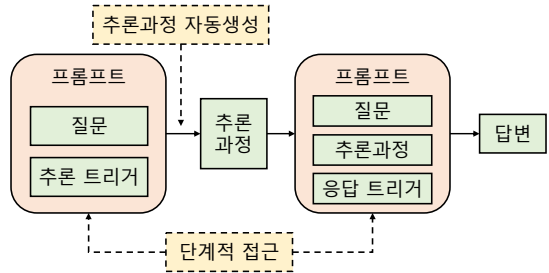 추론과정 자동생성
프롬프트
질문
추론 트리거
추론
과정
프롬프트
질문
추론과정
응답 트리거
답변
단계적 접근